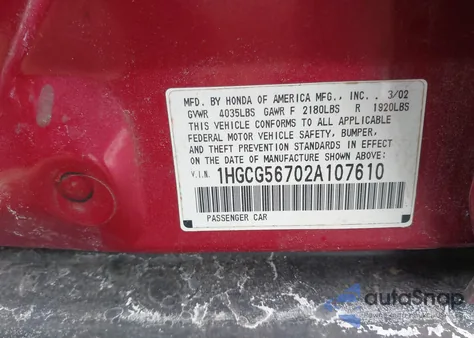 MFD. BY HONDA OF AMERICA MFG., INC. . 3/02
GVWR 4035LBS GAWR F 2180LBS R 1920LBS
THIS VEHICLE CONFORMS TO ALL APPLICABLE
FEDERAL MOTOR VEHICLE SAFETY, BUMPER,
AND THEFT PREVENTION STANDARDS IN EFFECT
ON THE DATE OF MANUFACTURE SHOWN ABOVE:
V.I.N. 1HGCG56702A107610
PASSENGER CAR
autoSnap